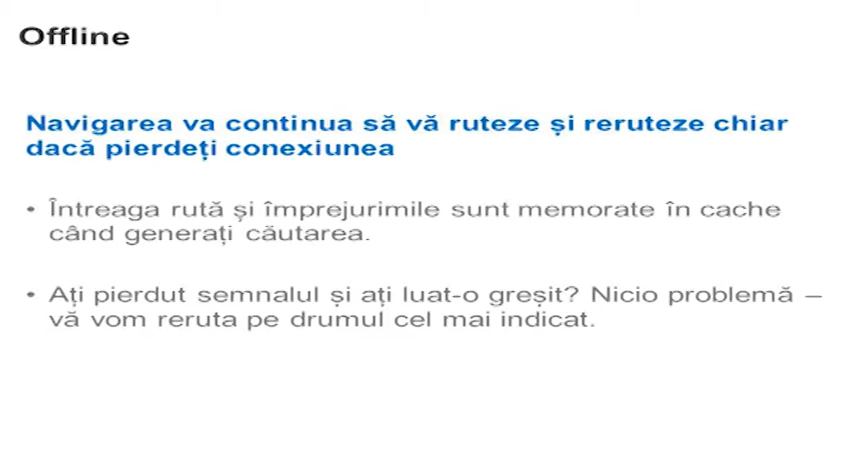 Offline
Navigarea va continua să vă ruteze și reruteze chiar
dacă pierdeți conexiunea
• Întreaga rută și împrejurimile sunt memorate în cache
când generați căutarea.
• Ați pierdut semnalul și ați luat-o greșit? Nicio problemă –
vă vom reruta pe drumul cel mai indicat.